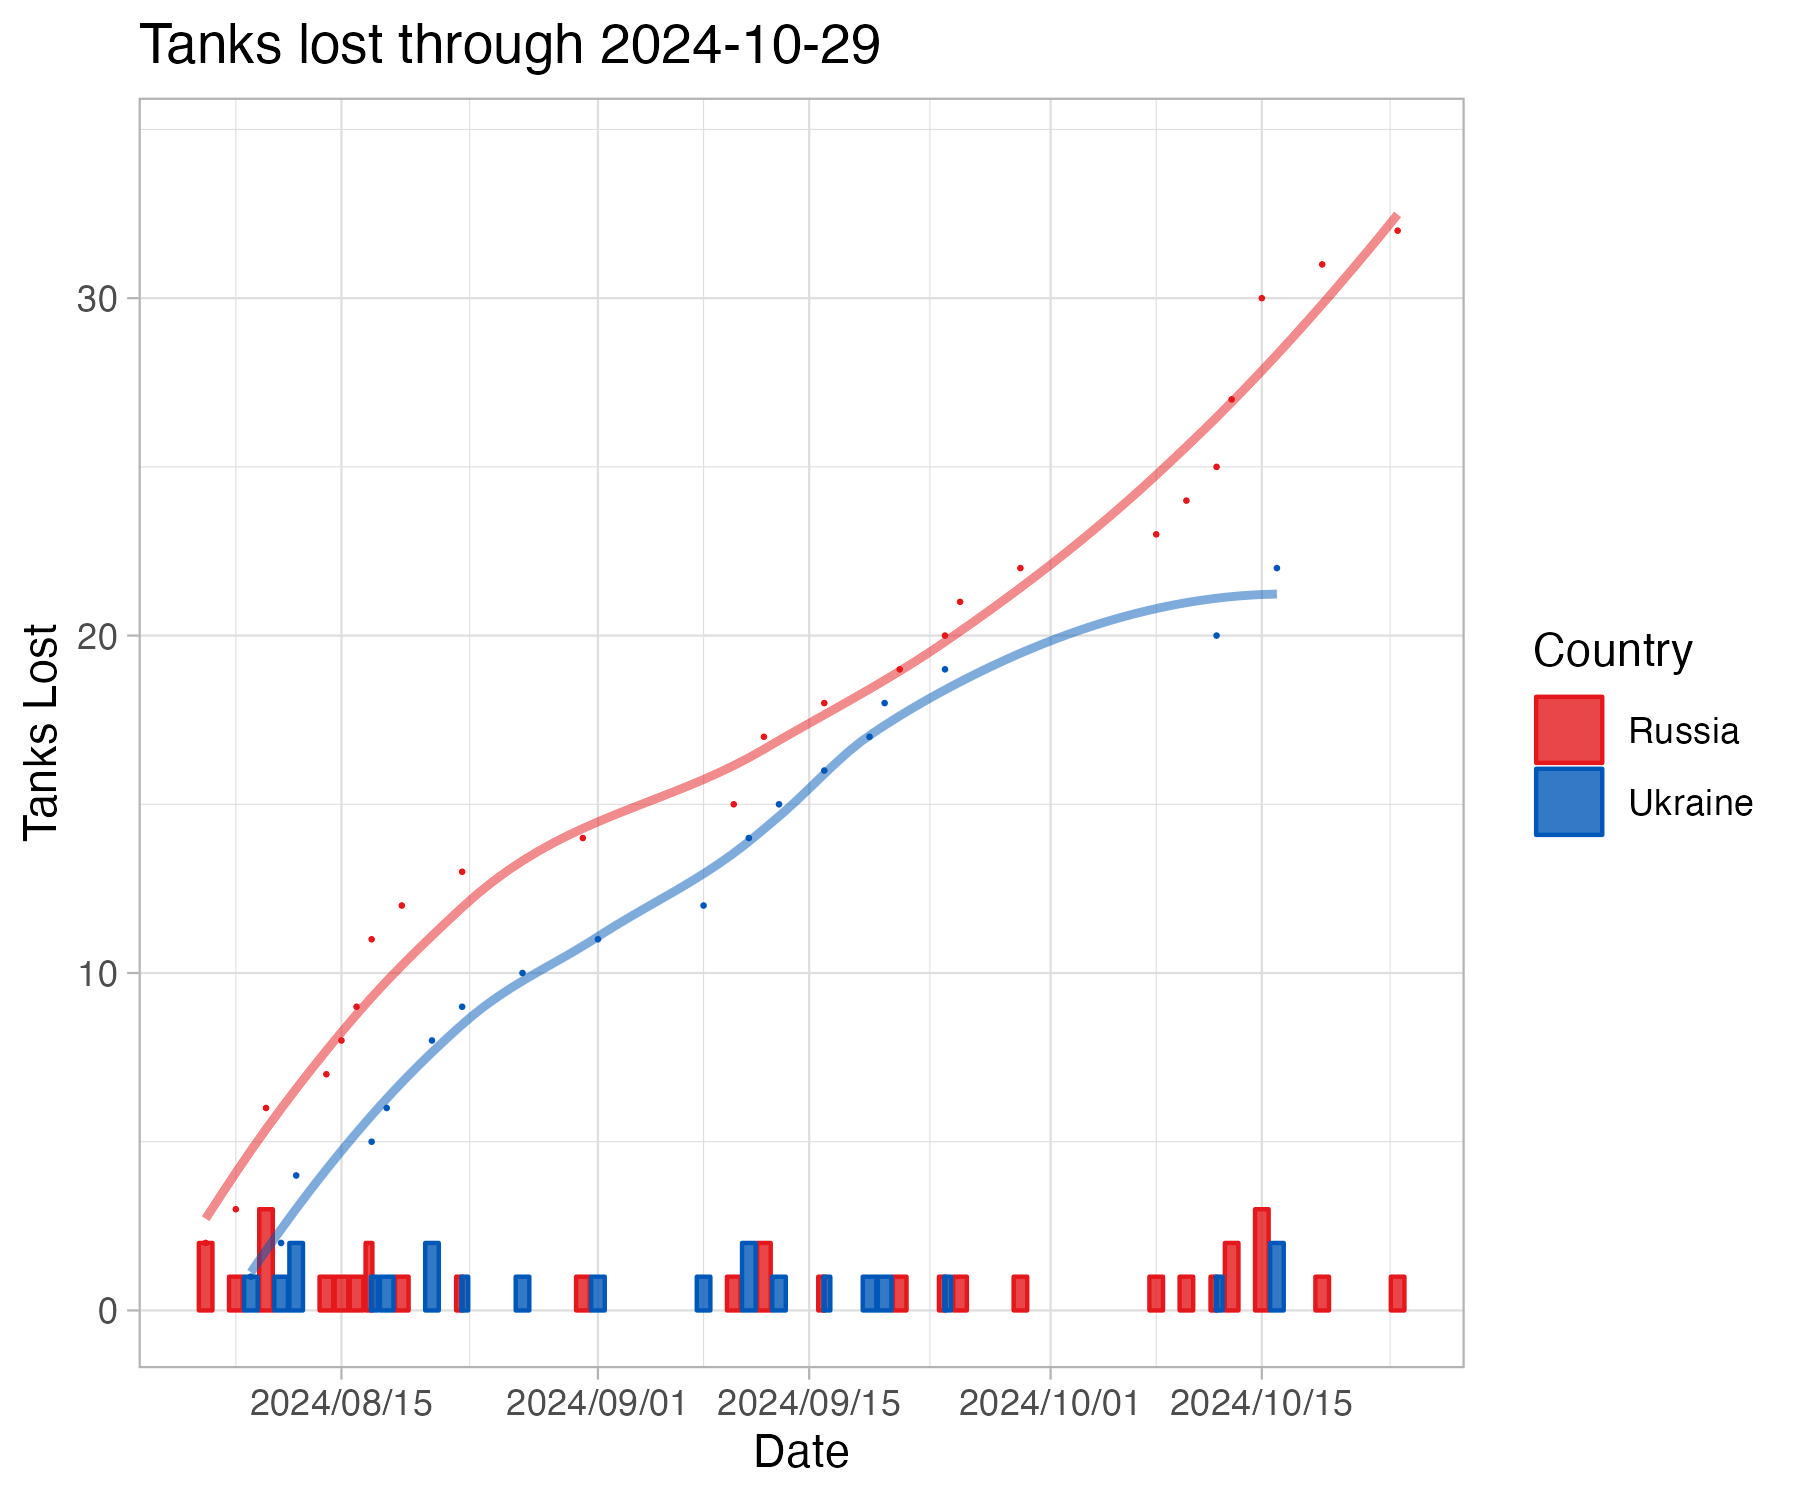 Tanks lost through 2024-10-29
Tanks Lost
30
20
10
0
2024/08/15 2024/09/01 2024/09/15 2024/10/01 2024/10/15
Date
Country
Russia
Ukraine